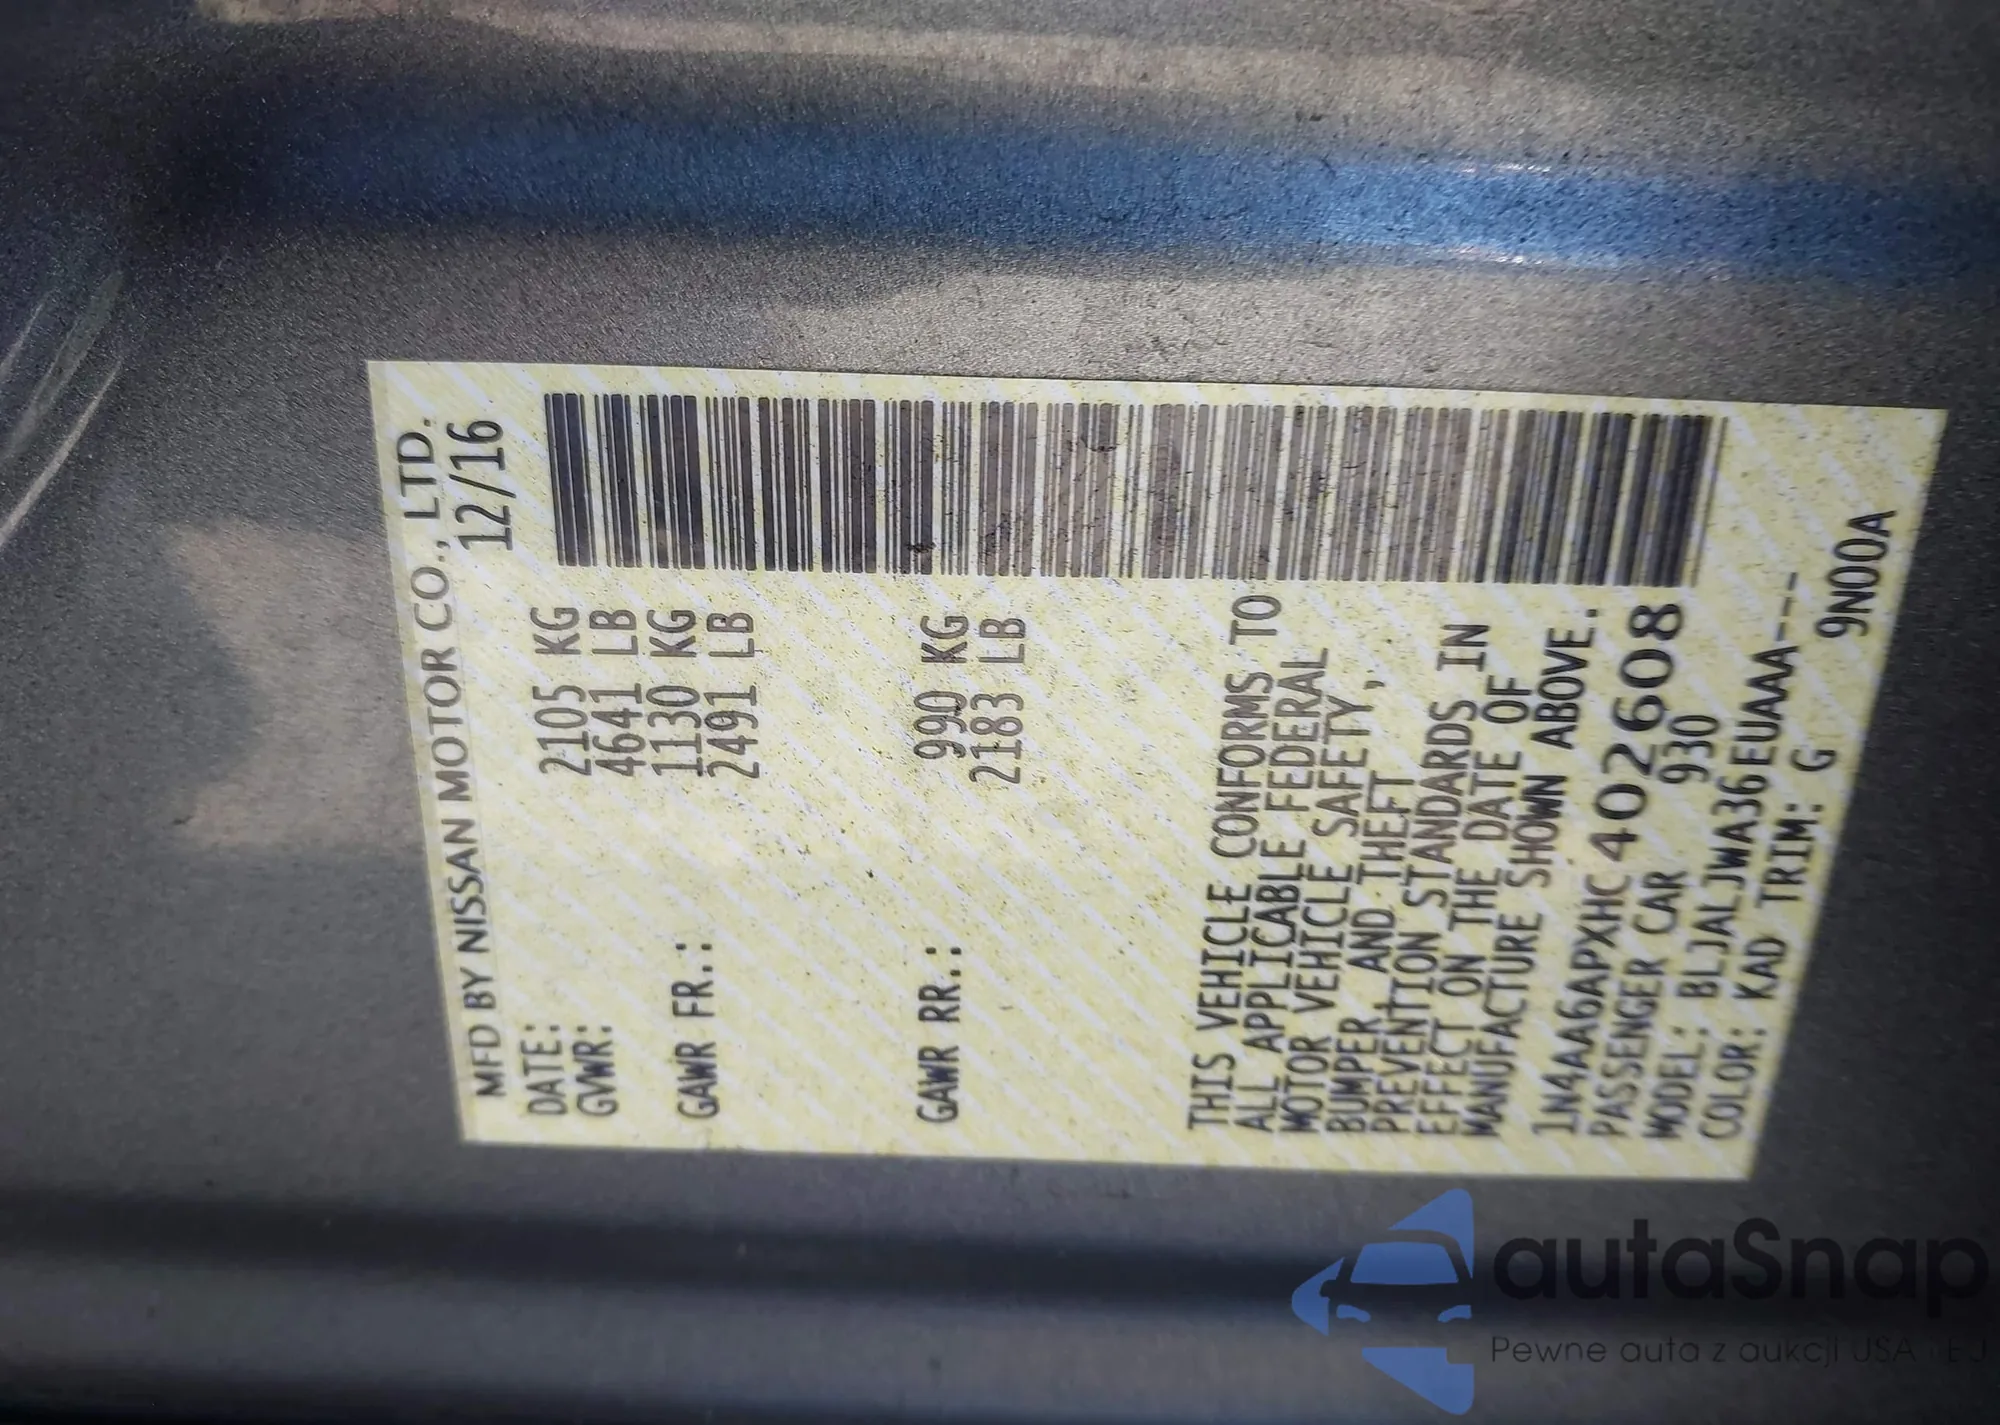 MFD BY NISSAN MOTOR CO., LTD.
DATE: 12/16
GVWR: 2105 KG
4641 LB
GAWR FR.: 1130 KG
2491 LB
GAWR RR.: 990 KG
2183 LB
THIS VEHICLE CONFORMS TO
ALL APPLICABLE FEDERAL
MOTOR VEHICLE SAFETY,
BUMPER AND THEFT
PREVENTION STANDARDS IN
EFFECT ON THE DATE OF
MANUFACTURE SHOWN ABOVE.
1N4AA6APXHC402608
PASSENGER CAR 930
MODEL: BLJALJWA36EUAAA---
COLOR: KAD TRIM: G 9N00A
autaSnap
Pewne auta z aukcji USA i EU